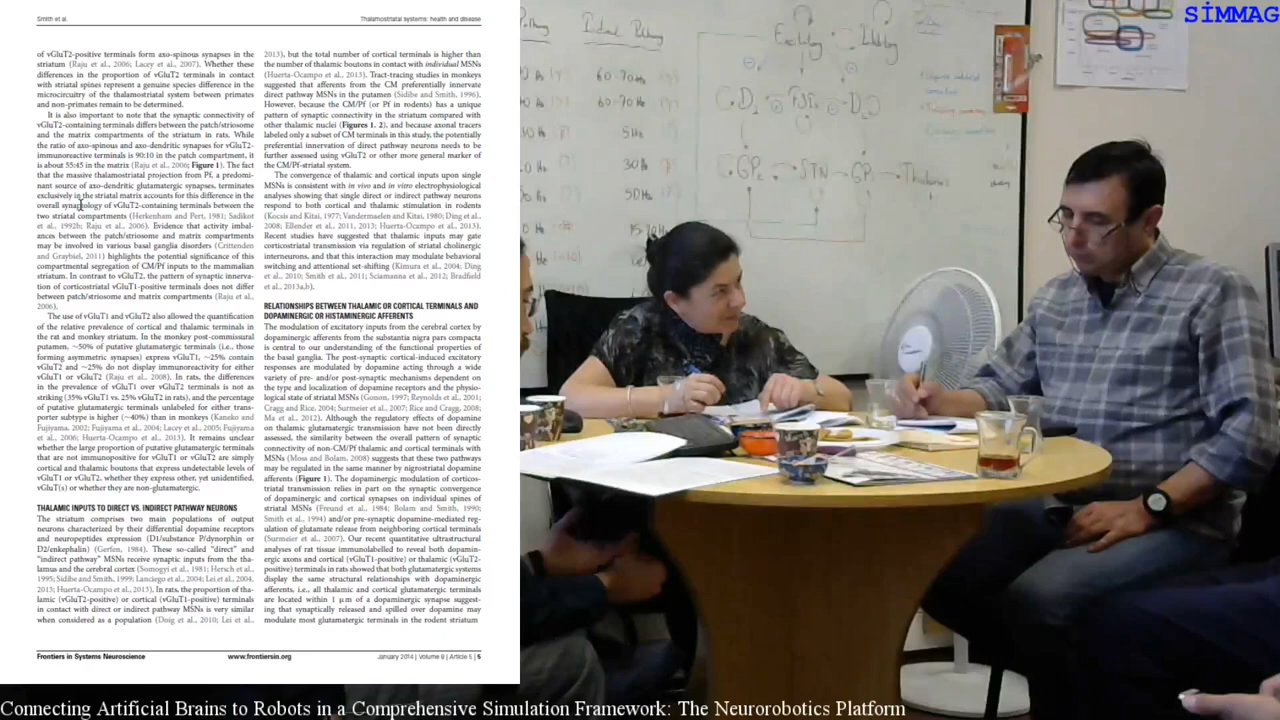 Smith et al.
Thalamostriatal systems: health and disease
of vGluT2-positive terminals form axo-spinous synapses in the
striatum (Raju et al., 2006; Lacey et al., 2007). Whether these
differences in the proportion of vGluT2 terminals in contact
with striatal spines represent a genuine species difference in the
microcircuitry of the thalamostriatal system between primates
and non-primates remain to be determined.
It is also important to note that the synaptic connectivity of
vGluT2-containing terminals differs between the patch/striosome
and the matrix compartments of the striatum in rats. While
the ratio of axo-spinous and axo-dendritic synapses for vGluT2-
immunoreactive terminals is 90:10 in the patch compartment, it
is about 55:45 in the matrix (Raju et al., 2006; Figure 1). The fact
that the massive thalamostriatal projection from Pf, a predomi-
nant source of axo-dendritic glutamatergic synapses, terminates
exclusively in the striatal matrix accounts for this difference in the
overall synaptology of vGluT2-containing terminals between the
two striatal compartments (Herkenham and Pert, 1981; Sadikot
et al., 1992b; Raju et al., 2006). Evidence that activity imbal-
ances between the patch/striosome and matrix compartments
may be involved in various basal ganglia disorders (Crittenden
and Graybiel, 2011) highlights the potential significance of this
compartmental segregation of CM/Pf inputs to the mammalian
striatum. In contrast to vGluT2, the pattern of synaptic innerva-
tion of corticostriatal vGluT1-positive terminals does not differ
between patch/striosome and matrix compartments (Raju et al.,
2006).
The use of vGluT1 and vGluT2 also allowed the quantification
of the relative prevalence of cortical and thalamic terminals in
the rat and monkey striatum. In the monkey post-commissural
putamen, ~50% of putative glutamatergic terminals (i.e., those
forming asymmetric synapses) express vGluT1, ~25% contain
vGluT2 and ~25% do not display immunoreactivity for either
vGluT1 or vGluT2 (Raju et al., 2008). In rats, the differences
in the prevalence of vGluT1 over vGluT2 terminals is not as
striking (35% vGluT1 vs. 25% vGluT2 in rats), and the percentage
of putative glutamatergic terminals unlabeled for either trans-
porter subtype is higher (~40%) than in monkeys (Kaneko and
Fujiyama, 2002; Fujiyama et al., 2004; Lacey et al., 2005; Fujiyama
et al., 2006; Huerta-Ocampo et al., 2013). It remains unclear
whether the large proportion of putative glutamatergic terminals
that are not immunopositive for vGluT1 or vGluT2 are simply
cortical and thalamic boutons that express undetectable levels of
vGluT1 or vGluT2, whether they express other, yet unidentified,
vGluT(s) or whether they are non-glutamatergic.
THALAMIC INPUTS TO DIRECT VS. INDIRECT PATHWAY NEURONS
The striatum comprises two main populations of output
neurons characterized by their differential dopamine receptors
and neuropeptides expression (D1/substance P/dynorphin or
D2/enkephalin) (Gerfen, 1984). These so-called “direct” and
“indirect pathway” MSNs receive synaptic inputs from the tha-
lamus and the cerebral cortex (Somogyi et al., 1981; Hersch et al.,
1995; Sidibe and Smith, 1999; Lanciego et al., 2004; Lei et al., 2004,
2013; Huerta-Ocampo et al., 2013). In rats, the proportion of tha-
lamic (vGluT2-positive) or cortical (vGluT1-positive) terminals
in contact with direct or indirect pathway MSNs is very similar
when considered as a population (Doig et al., 2010; Lei et al.,
2013), but the total number of cortical terminals is higher than
the number of thalamic boutons in contact with individual MSNs
(Huerta-Ocampo et al., 2013). Tract-tracing studies in monkeys
suggested that afferents from the CM preferentially innervate
direct pathway MSNs in the putamen (Sidibe and Smith, 1996).
However, because the CM/Pf (or Pf in rodents) has a unique
pattern of synaptic connectivity in the striatum compared with
other thalamic nuclei (Figures 1, 2), and because axonal tracers
labeled only a subset of CM terminals in this study, the potentially
preferential innervation of direct pathway neurons needs to be
further assessed using vGluT2 or other more general marker of
the CM/Pf-striatal system.
The convergence of thalamic and cortical inputs upon single
MSNs is consistent with in vivo and in vitro electrophysiological
analyses showing that single direct or indirect pathway neurons
respond to both cortical and thalamic stimulation in rodents
(Kocsis and Kitai, 1977; Vandermaelen and Kitai, 1980; Ding et al.,
2008; Ellender et al., 2011, 2013; Huerta-Ocampo et al., 2013).
Recent studies have suggested that thalamic inputs may gate
corticostriatal transmission via regulation of striatal cholinergic
interneurons, and that this interaction may modulate behavioral
switching and attentional set-shifting (Kimura et al., 2004; Ding
et al., 2010; Smith et al., 2011; Sciamanna et al., 2012; Bradfield
et al., 2013a,b).
RELATIONSHIPS BETWEEN THALAMIC OR CORTICAL TERMINALS AND
DOPAMINERGIC OR HISTAMINERGIC AFFERENTS
The modulation of excitatory inputs from the cerebral cortex by
dopaminergic afferents from the substantia nigra pars compacta
is central to our understanding of the functional properties of
the basal ganglia. The post-synaptic cortical-induced excitatory
responses are modulated by dopamine acting through a wide
variety of pre- and/or post-synaptic mechanisms dependent on
the type and localization of dopamine receptors and the physio-
logical state of striatal MSNs (Gonon, 1997; Reynolds et al., 2001;
Cragg and Rice, 2004; Surmeier et al., 2007; Rice and Cragg, 2008;
Ma et al., 2012). Although the regulatory effects of dopamine
on thalamic glutamatergic transmission have not been directly
assessed, the similarity between the overall pattern of synaptic
connectivity of non-CM/Pf thalamic and cortical terminals with
MSNs (Moss and Bolam, 2008) suggests that these two pathways
may be regulated in the same manner by nigrostriatal dopamine
afferents (Figure 1). The dopaminergic modulation of corticos-
triatal transmission relies in part on the synaptic convergence
of dopaminergic and cortical synapses on individual spines of
striatal MSNs (Freund et al., 1984; Bolam and Smith, 1990;
Smith et al., 1994) and/or pre-synaptic dopamine-mediated reg-
ulation of glutamate release from neighboring cortical terminals
(Surmeier et al., 2007). Our recent quantitative ultrastructural
analyses of rat tissue immunolabelled to reveal both dopamin-
ergic axons and cortical (vGluT1-positive) or thalamic (vGluT2-
positive) terminals in rats showed that both glutamatergic systems
display the same structural relationships with dopaminergic
afferents, i.e., all thalamic and cortical glutamatergic terminals
are located within 1 μm of a dopaminergic synapse suggest-
ing that synaptically released and spilled over dopamine may
modulate most glutamatergic terminals in the rodent striatum
Frontiers in Systems Neuroscience
www.frontiersin.org
January 2014 | Volume 8 | Article 5 | 5
SİMMAG
60-70 Hz
60-70 Hz
5Hz
30Hz
50Hz
GPe
STN
GPi
Thalamus
Connecting Artificial Brains to Robots in a Comprehensive Simulation Framework: The Neurorobotics Platform